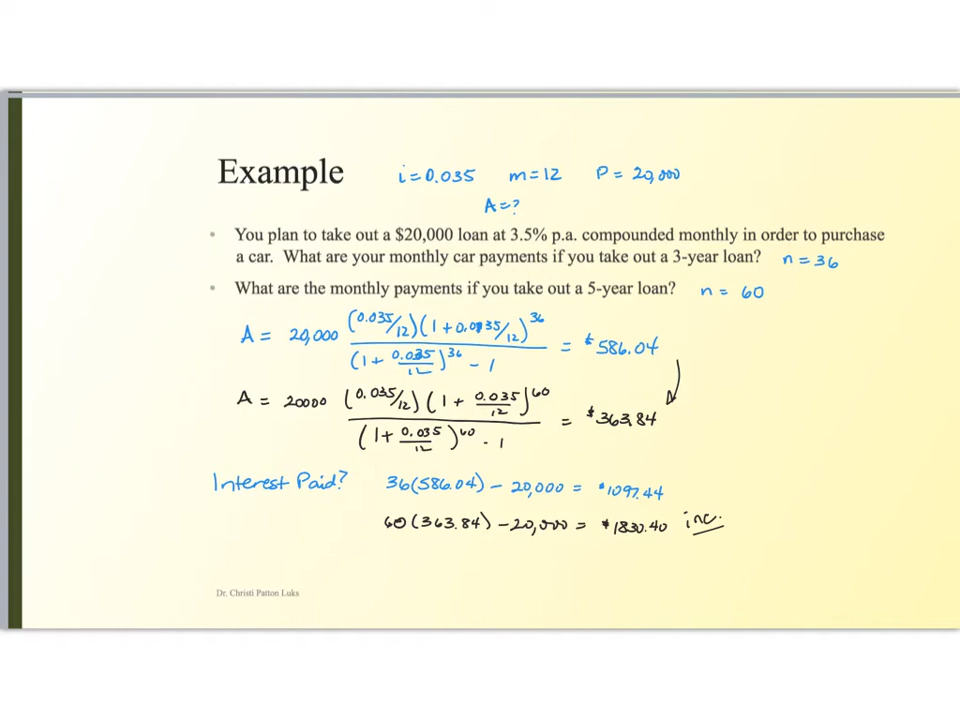 Example i = 0.035 m = 12 P = 20,000
A = ?
• You plan to take out a $20,000 loan at 3.5% p.a. compounded monthly in order to purchase
a car. What are your monthly car payments if you take out a 3-year loan? n = 36
• What are the monthly payments if you take out a 5-year loan? n = 60
A = 20,000 (0.035/12)(1 + 0.035/12)^36 / ((1 + 0.035/12)^36 - 1) = $586.04
A = 20000 (0.035/12)(1 + 0.035/12)^60 / ((1 + 0.035/12)^60 - 1) = $363.84
Interest Paid? 36(586.04) - 20,000 = $1097.44
60(363.84) - 20,000 = $1830.40 inc.
Dr. Christi Patton Luks